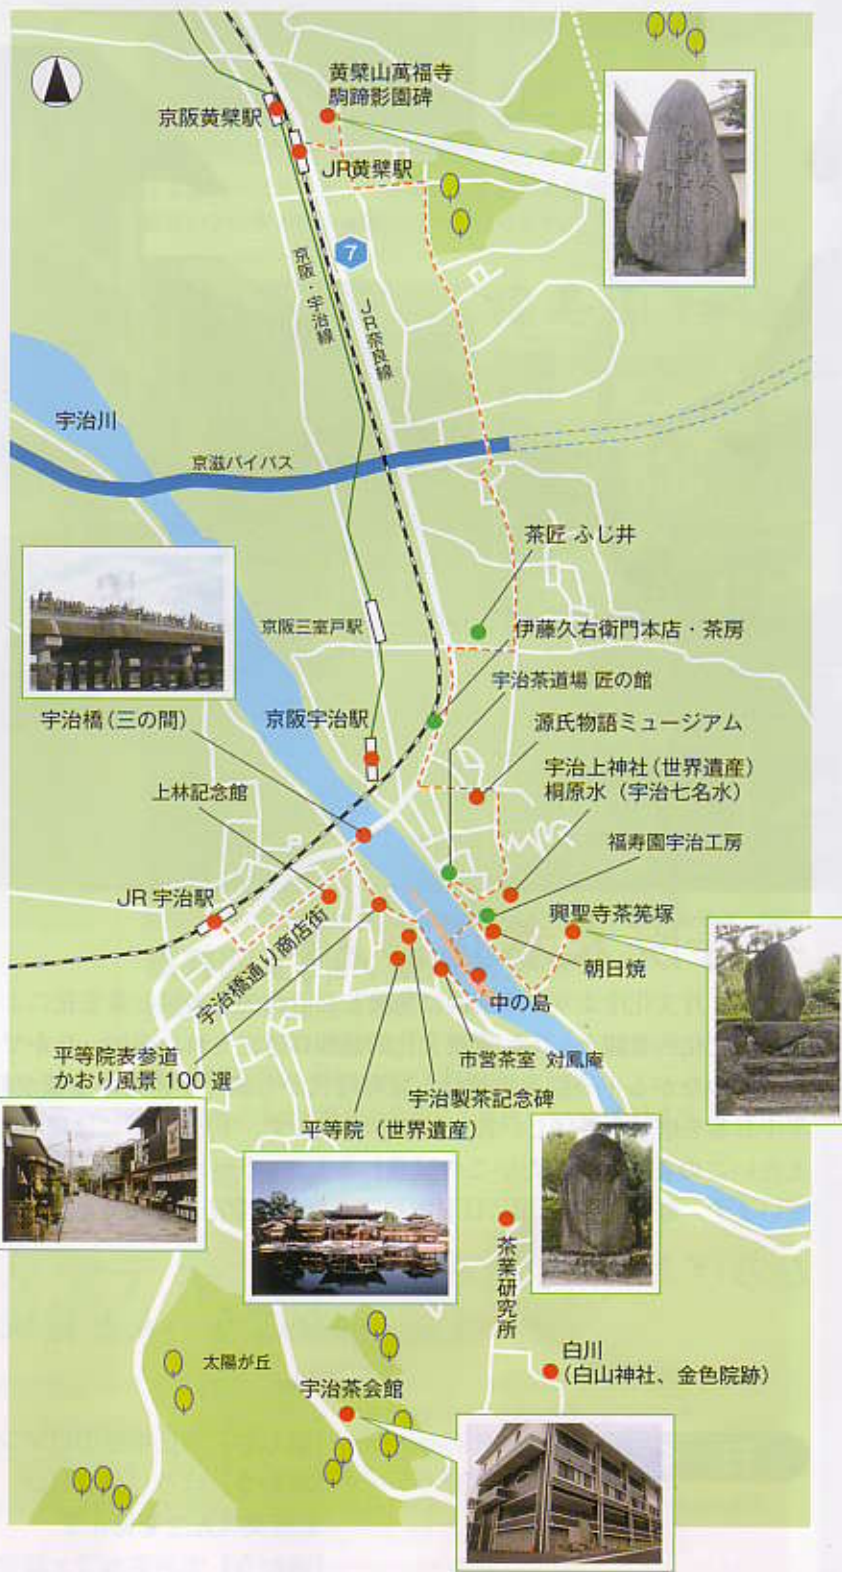 黄檗山萬福寺
駒蹄影園碑
京阪黄檗駅
JR黄檗駅
7
京阪・宇治線
JR奈良線
宇治川
京滋バイパス
茶匠 ふじ井
京阪三室戸駅
伊藤久右衛門本店・茶房
宇治茶道場 匠の館
宇治橋(三の間)
京阪宇治駅
源氏物語ミュージアム
宇治上神社(世界遺産)
桐原水(宇治七名水)
上林記念館
福寿園宇治工房
JR宇治駅
興聖寺茶筅塚
宇治橋通り商店街
朝日焼
中の島
平等院表参道
かおり風景100選
市営茶室 対鳳庵
宇治製茶記念碑
平等院(世界遺産)
茶業研究所
太陽が丘
白川
(白山神社、金色院跡)
宇治茶会館